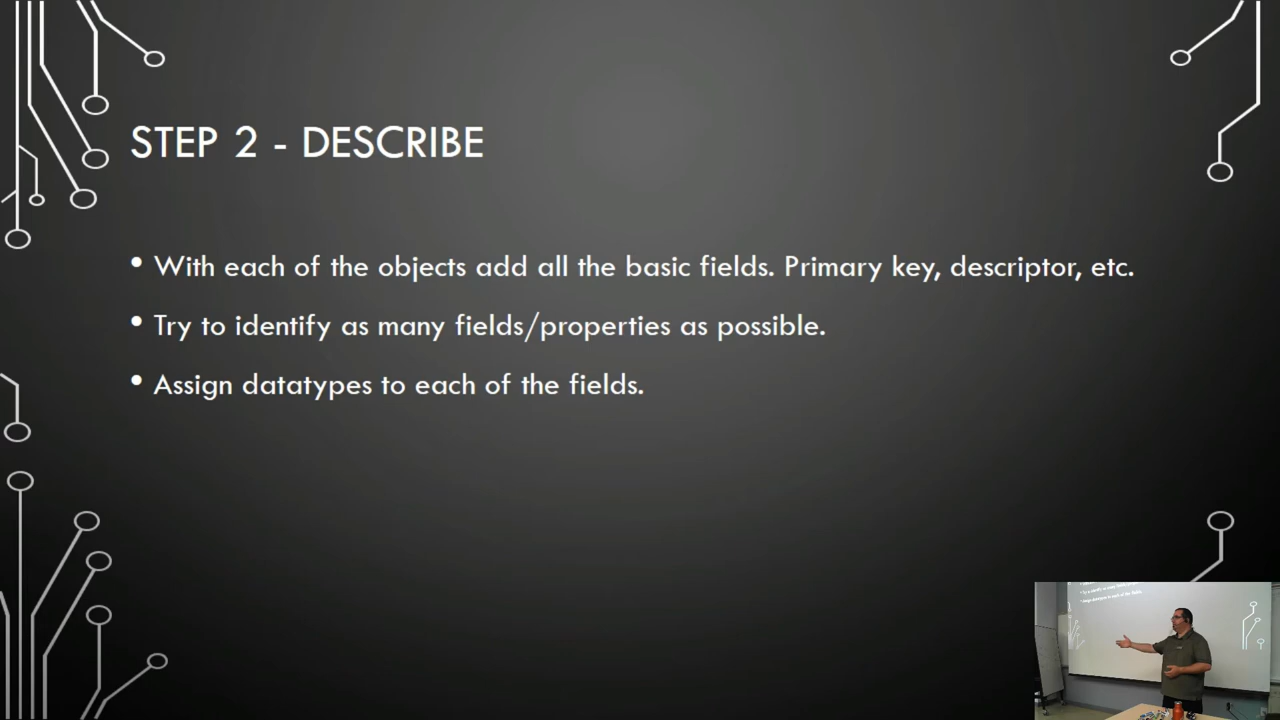 STEP 2 - DESCRIBE
• With each of the objects add all the basic fields. Primary key, descriptor, etc.
• Try to identify as many fields/properties as possible.
• Assign datatypes to each of the fields.